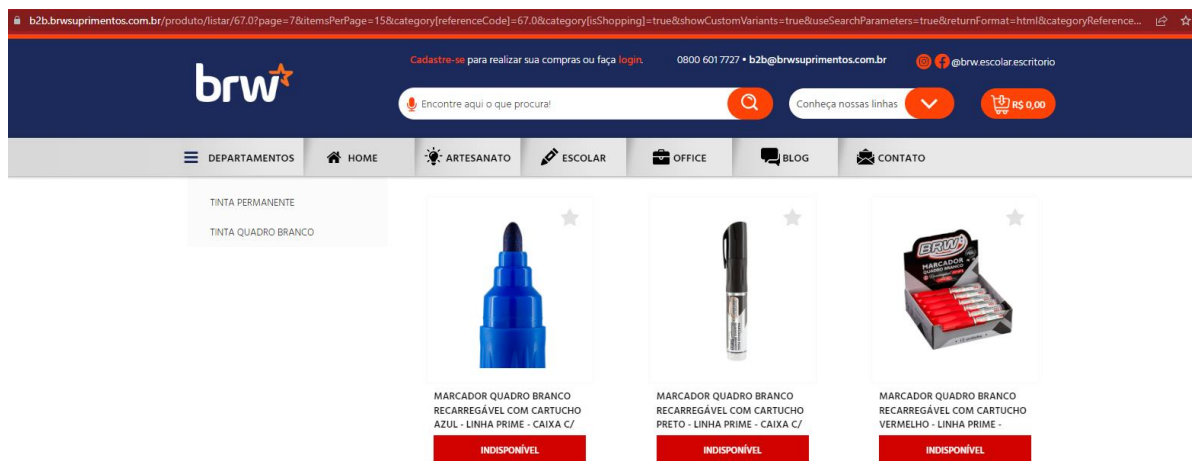 b2b.brwsuprimentos.com.br/produto/listar/67.0?page=7&itemsPerPage=15&category[referenceCode]=67.0&category[isShopping]=true&showCustomVariants=true&useSearchParameters=true&returnFormat=html&categoryReference...
brw
Cadastre-se para realizar sua compras ou faça login.
0800 601 7727 • b2b@brwsuprimentos.com.br
@brw.escolar.escritorio
Encontre aqui o que procura!
Conheça nossas linhas
R$ 0,00
DEPARTAMENTOS
HOME
ARTESANATO
ESCOLAR
OFFICE
BLOG
CONTATO
TINTA PERMANENTE
TINTA QUADRO BRANCO
MARCADOR QUADRO BRANCO
RECARREGÁVEL COM CARTUCHO
AZUL - LINHA PRIME - CAIXA C/
INDISPONÍVEL
MARCADOR QUADRO BRANCO
RECARREGÁVEL COM CARTUCHO
PRETO - LINHA PRIME - CAIXA C/
INDISPONÍVEL
BRW
MARCADOR
QUADRO BRANCO
MARCADOR QUADRO BRANCO
RECARREGÁVEL COM CARTUCHO
VERMELHO - LINHA PRIME -
INDISPONÍVEL